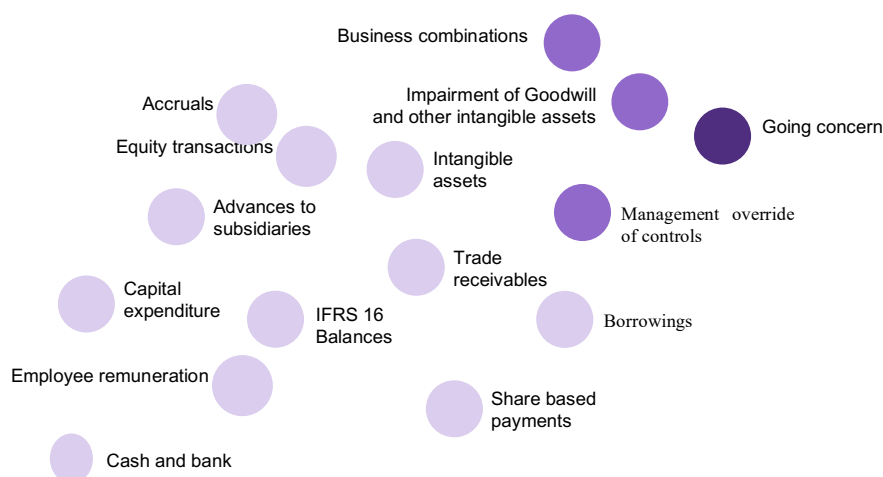 Business combinations
Accruals
Impairment of Goodwill
and other intangible assets
Going concern
Equity transactions
Intangible
assets
Advances to
subsidiaries
Management override
of controls
Trade
receivables
Capital
expenditure
IFRS 16
Balances
Borrowings
Employee remuneration
Share based
payments
Cash and bank